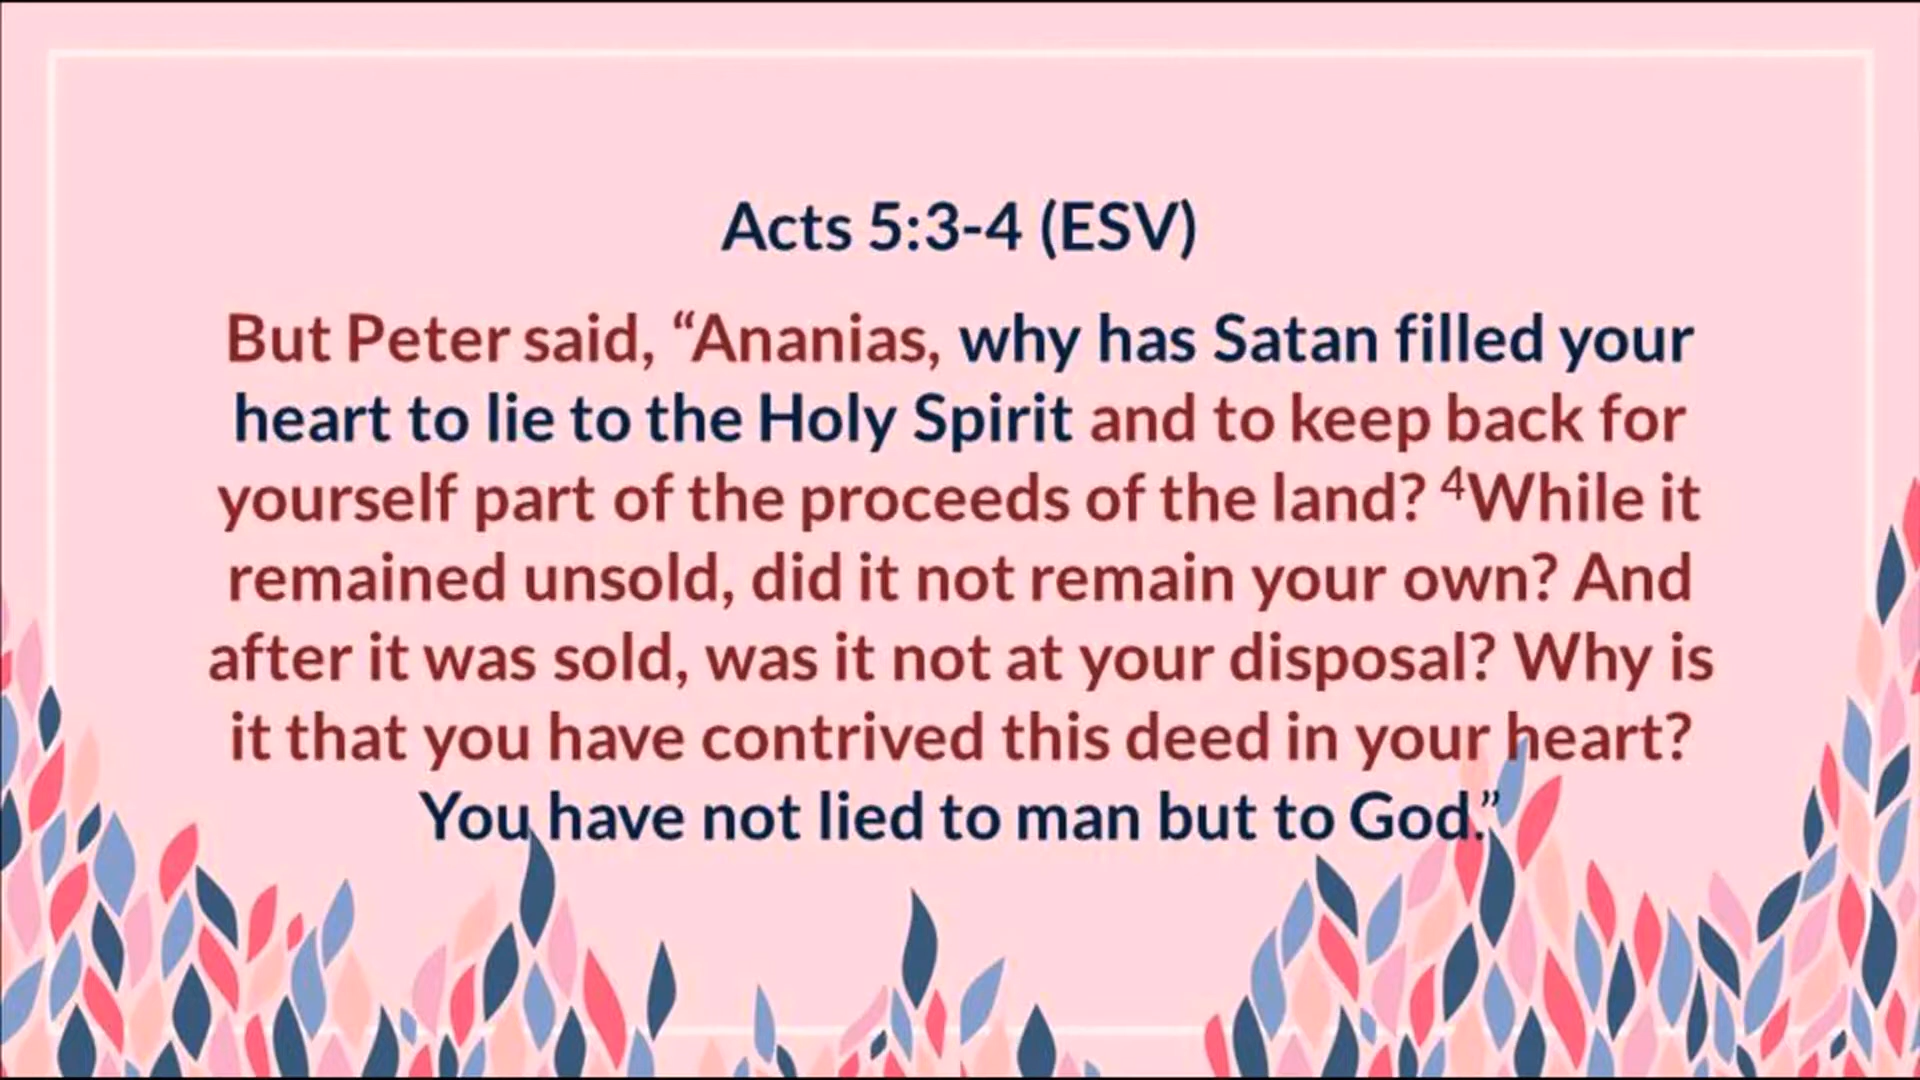 Acts 5:3-4 (ESV)
But Peter said, “Ananias, why has Satan filled your
heart to lie to the Holy Spirit and to keep back for
yourself part of the proceeds of the land? ⁴While it
remained unsold, did it not remain your own? And
after it was sold, was it not at your disposal? Why is
it that you have contrived this deed in your heart?
You have not lied to man but to God.”